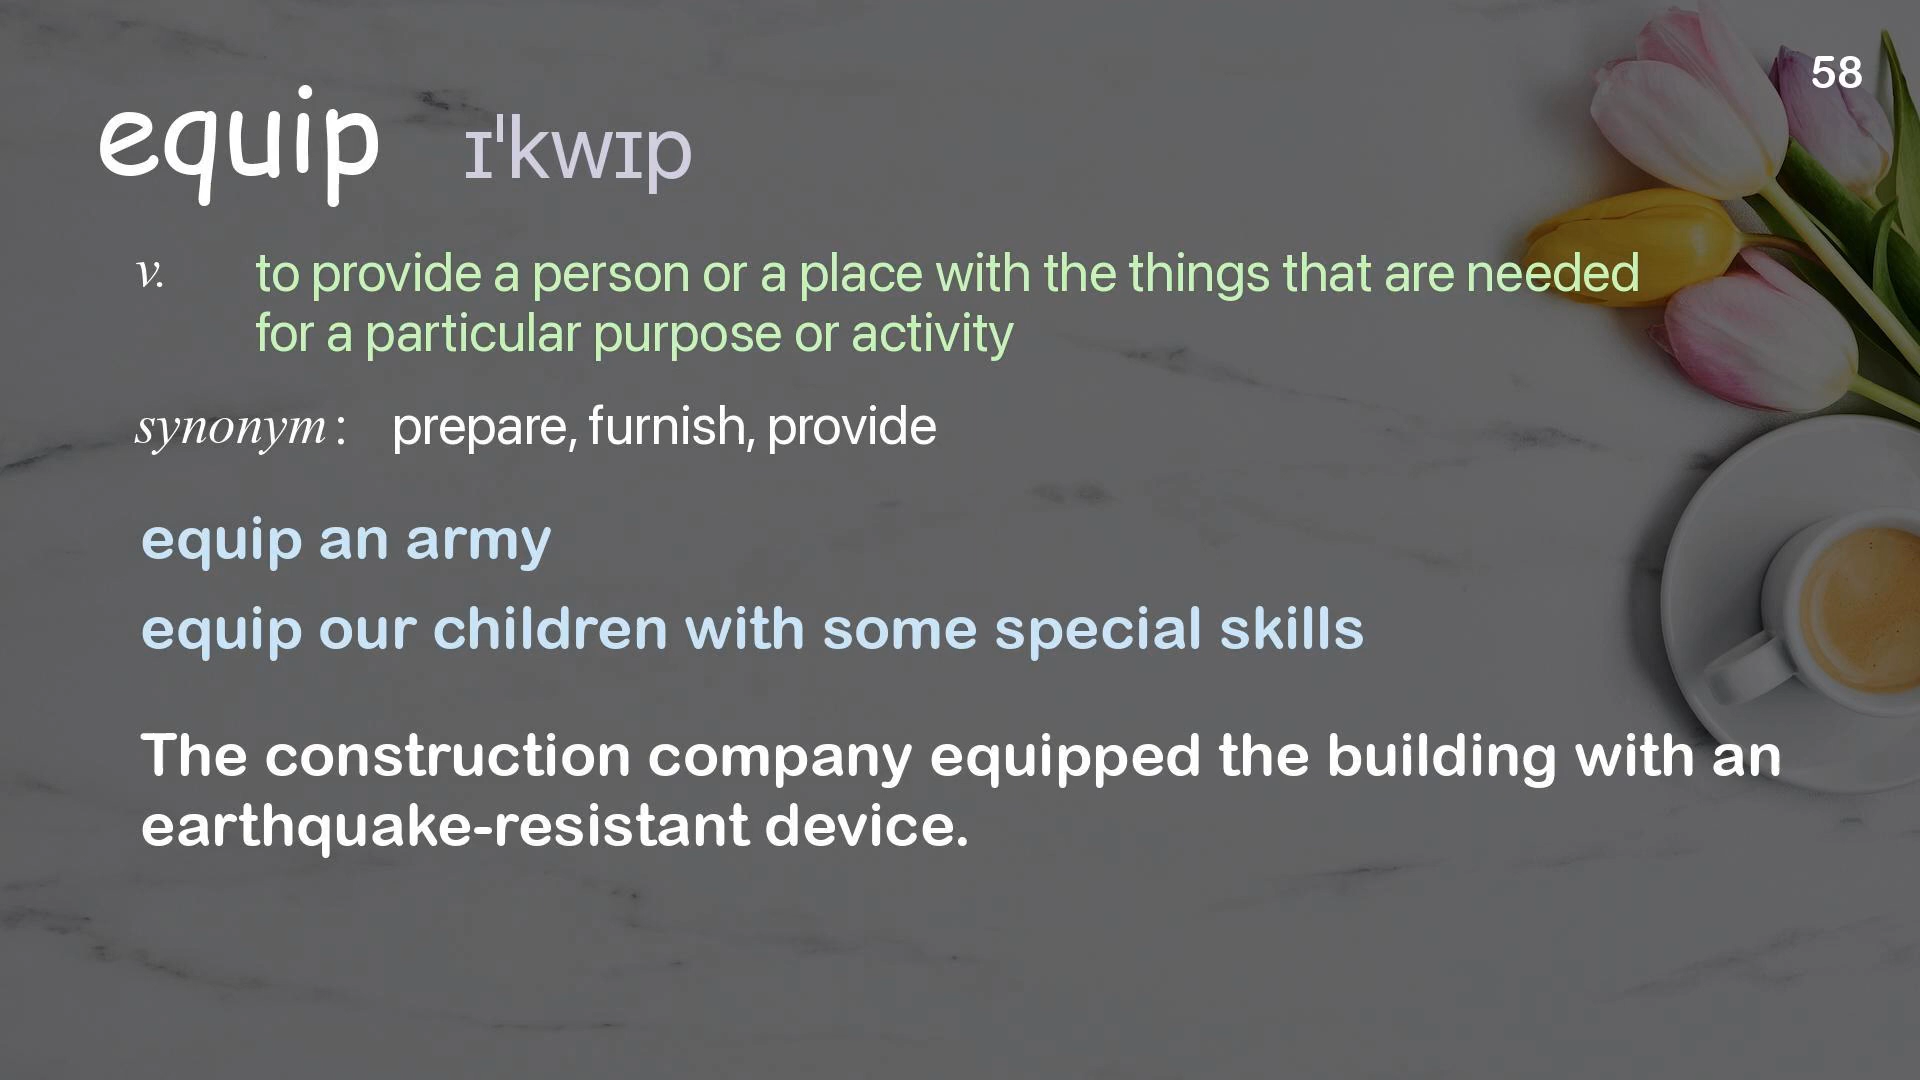 58
equip ɪˈkwɪp
v. to provide a person or a place with the things that are needed
for a particular purpose or activity
synonym: prepare, furnish, provide
equip an army
equip our children with some special skills
The construction company equipped the building with an
earthquake-resistant device.